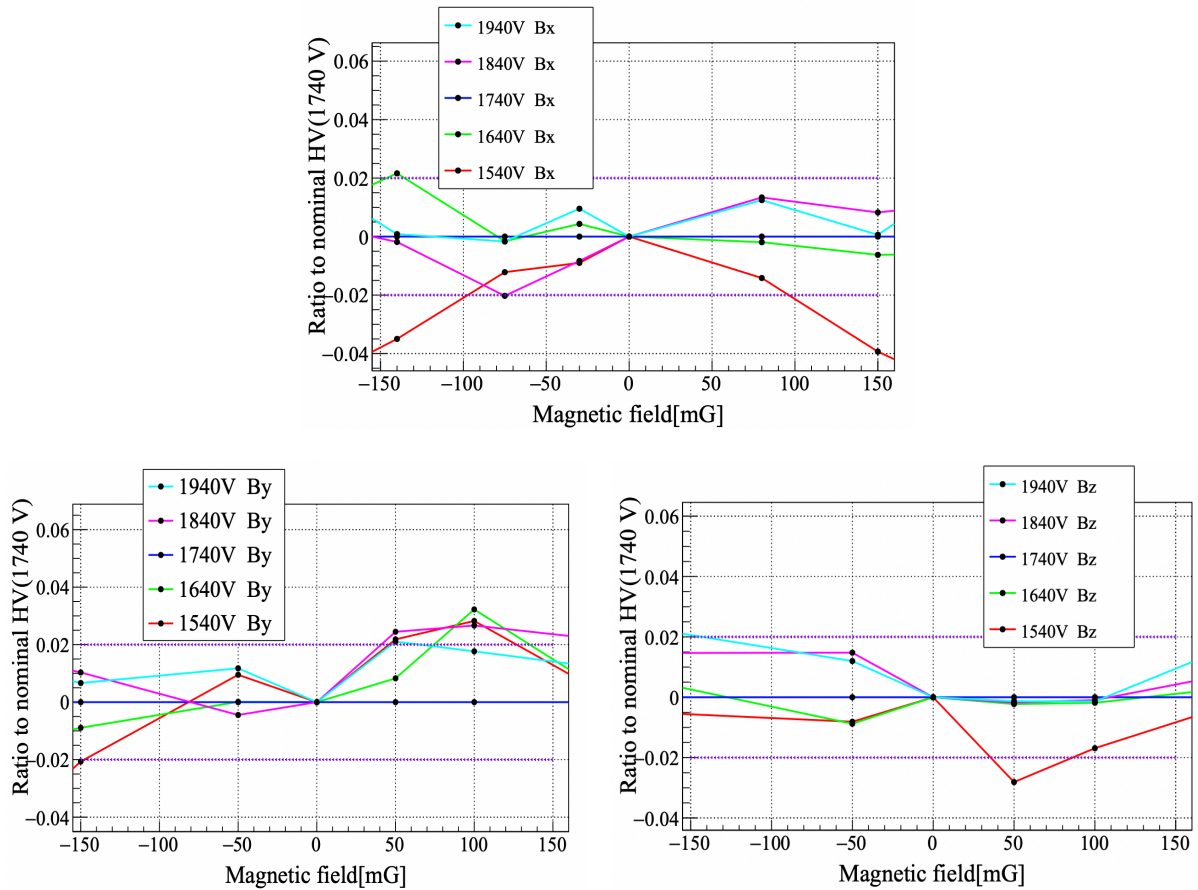 1940V Bx
1840V Bx
1740V Bx
1640V Bx
1540V Bx
Ratio to nominal HV(1740 V)
0.06
0.04
0.02
0
−0.02
−0.04
−150 −100 −50 0 50 100 150
Magnetic field[mG]
1940V By
1840V By
1740V By
1640V By
1540V By
Ratio to nominal HV(1740 V)
0.06
0.04
0.02
0
−0.02
−0.04
−150 −100 −50 0 50 100 150
Magnetic field[mG]
1940V Bz
1840V Bz
1740V Bz
1640V Bz
1540V Bz
Ratio to nominal HV(1740 V)
0.06
0.04
0.02
0
−0.02
−0.04
−150 −100 −50 0 50 100 150
Magnetic field[mG]